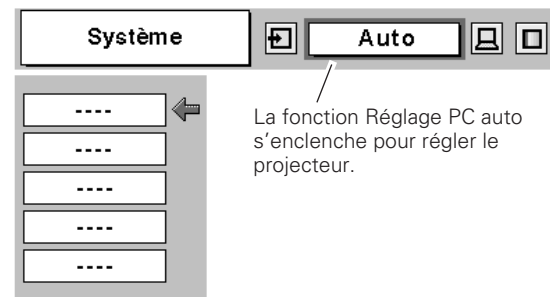 Système
Auto
----
----
----
----
----
La fonction Réglage PC auto
s’enclenche pour régler le
projecteur.